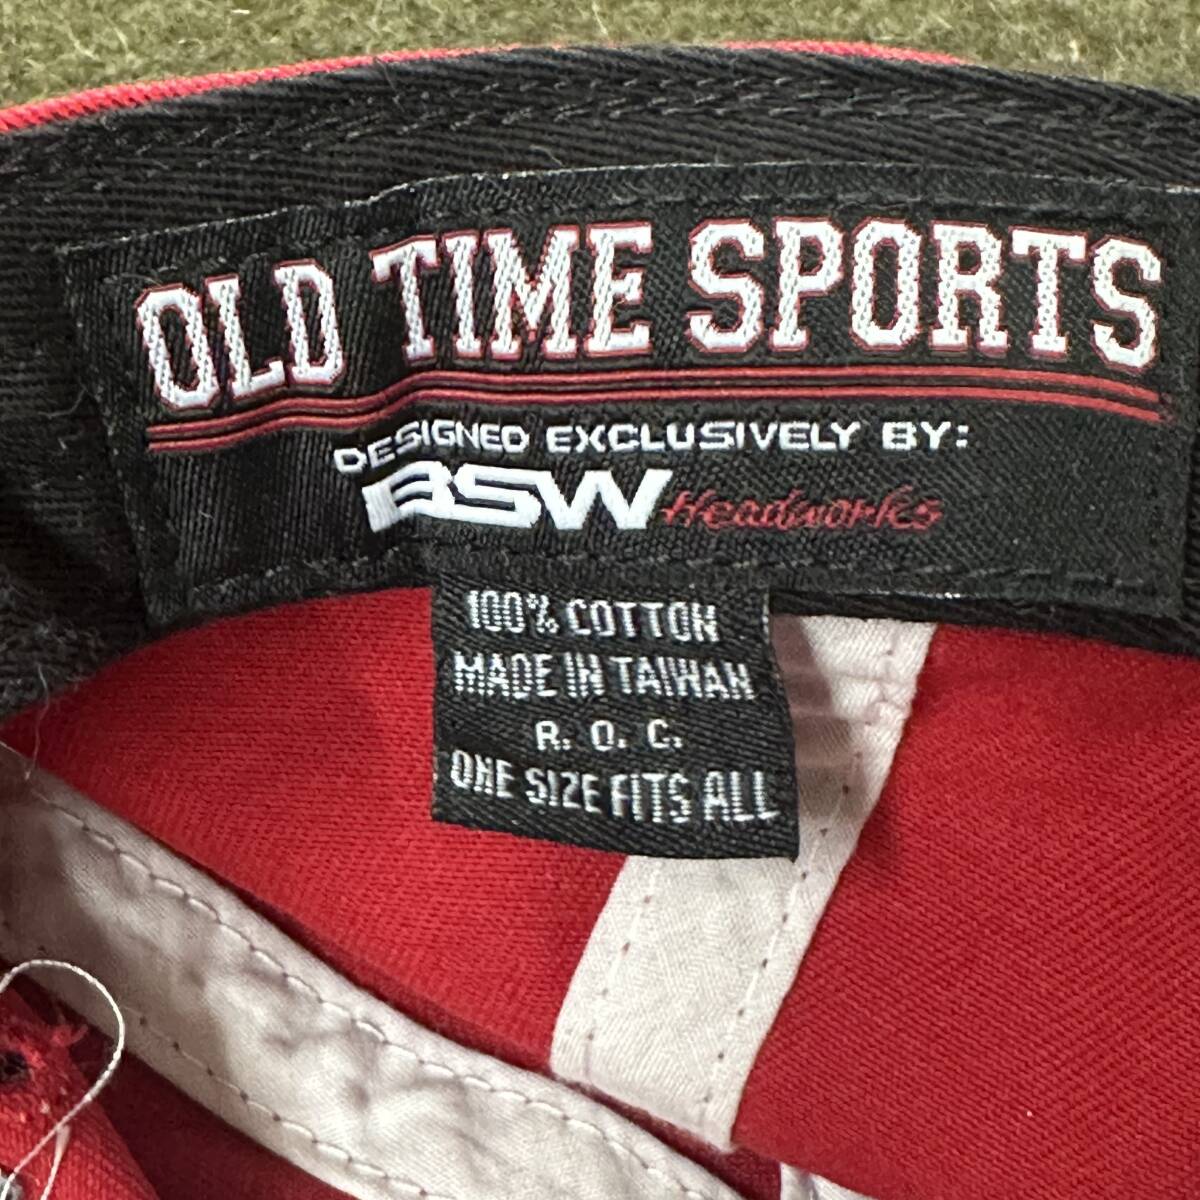 OLD TIME SPORTS
DESIGNED EXCLUSIVELY BY:
BSW Headworks
100% COTTON
MADE IN TAIWAN
R. O. C.
ONE SIZE FITS ALL